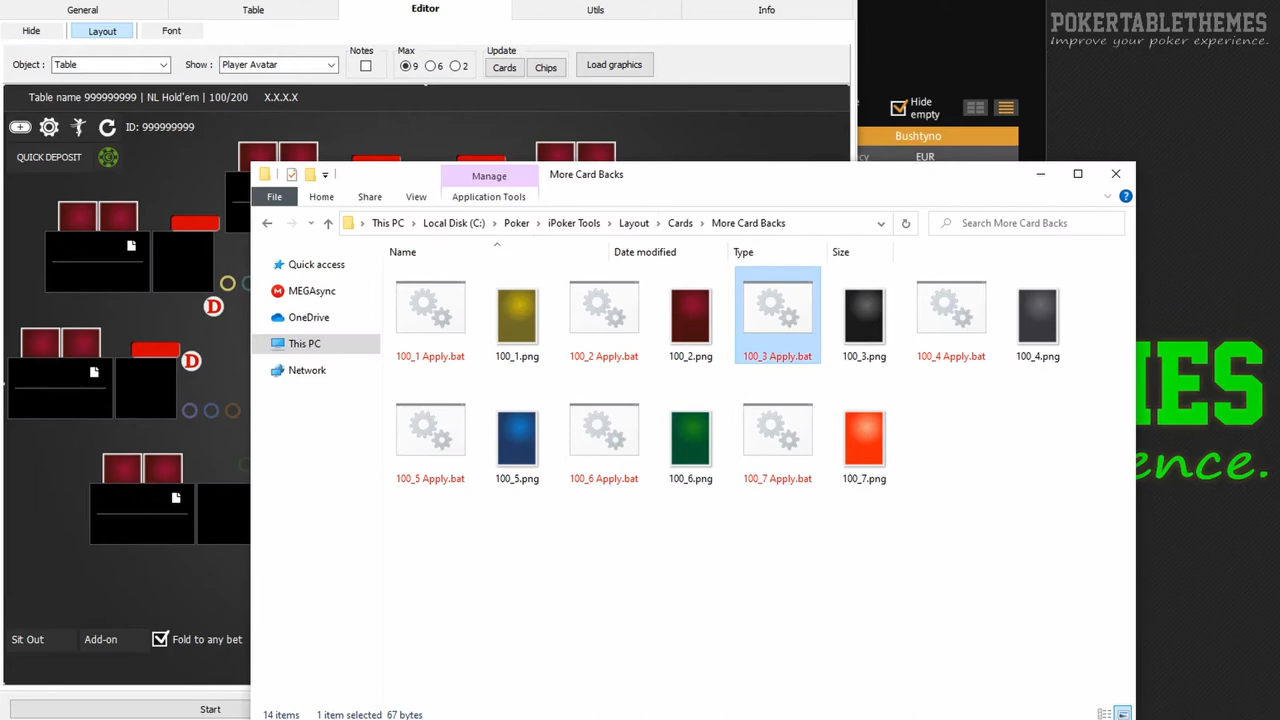 General Table Editor Utils Info
POKERTABLETHEMES
Improve your poker experience.
Hide Layout Font
Notes Max Update
Object : Table Show : Player Avatar 9 6 2 Cards Chips Load graphics
Table name 999999999 | NL Hold'em | 100/200 X.X.X.X
Hide empty
ID: 999999999
Bushtyno
QUICK DEPOSIT
EUR
Manage More Card Backs
File Home Share View Application Tools
This PC > Local Disk (C:) > Poker > iPoker Tools > Layout > Cards > More Card Backs
Search More Card Backs
Name Date modified Type Size
Quick access
MEGAsync
OneDrive
This PC
Network
100_1 Apply.bat 100_1.png 100_2 Apply.bat 100_2.png 100_3 Apply.bat 100_3.png 100_4 Apply.bat 100_4.png
100_5 Apply.bat 100_5.png 100_6 Apply.bat 100_6.png 100_7 Apply.bat 100_7.png
D
D
Sit Out Add-on Fold to any bet
Start
14 items 1 item selected 67 bytes